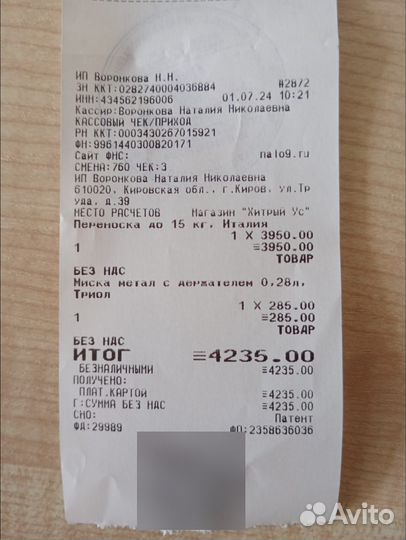 ИП Воронкова Н.Н.
ЗН ККТ:0282740004036884 #2872
ИНН:434562196006 01.07.24 10:21
Кассир:Воронкова Наталия Николаевна
КАССОВЫЙ ЧЕК/ПРИХОД
РН ККТ:0003430267015921
ФН:9961440300820171
Сайт ФНС: nalo9.ru
СМЕНА:760 ЧЕК:3
ИП Воронкова Наталия Николаевна
610020, Кировская обл., г.Киров, ул.Тр
уда, д.39
МЕСТО РАСЧЕТОВ Магазин "Хитрый Ус"
Переноска до 15 кг, Италия
1 X 3950.00
1 ≡3950.00
ТОВАР
БЕЗ НДС
Миска метал с держателем 0,28л,
Триол
1 X 285.00
1 ≡285.00
ТОВАР
БЕЗ НДС
ИТОГ ≡4235.00
БЕЗНАЛИЧНЫМИ ≡4235.00
ПОЛУЧЕНО:
ПЛАТ.КАРТОЙ ≡4235.00
Г:СУММА БЕЗ НДС ≡4235.00
СНО: Патент
ФД:29989 ФП:2358636036
Avito